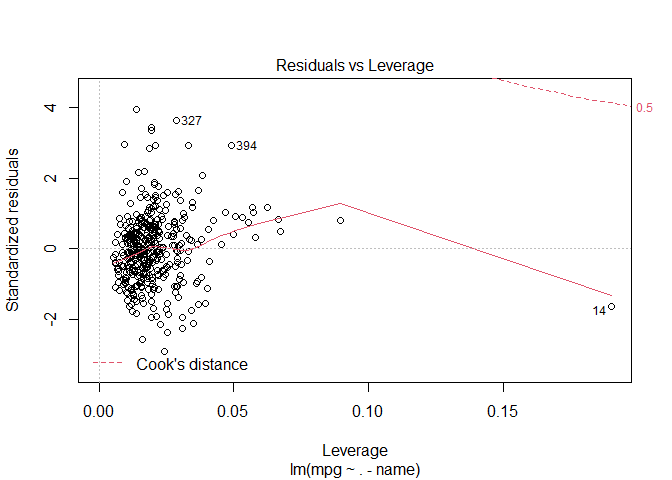 Residuals vs Leverage
Standardized residuals
4
2
0
-2
327
394
14
0.5
Cook's distance
0.00
0.05
0.10
0.15
Leverage
lm(mpg ~ . - name)